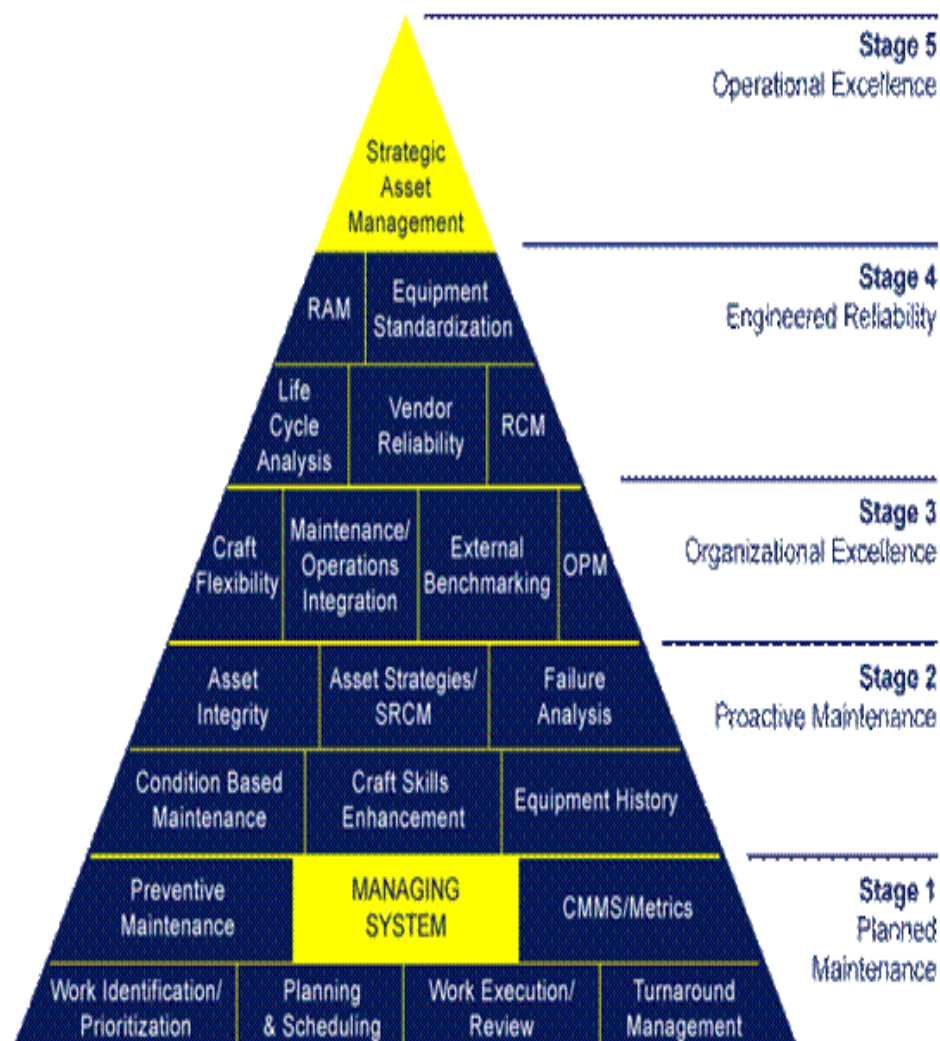 Stage 5
Operational Excellence
Strategic
Asset
Management
Stage 4
Engineered Reliability
RAM
Equipment
Standardization
Life
Cycle
Analysis
Vendor
Reliability
RCM
Stage 3
Organizational Excellence
Craft
Flexibility
Maintenance/
Operations
Integration
External
Benchmarking
OPM
Stage 2
Proactive Maintenance
Asset
Integrity
Asset Strategies/
SRCM
Failure
Analysis
Condition Based
Maintenance
Craft Skills
Enhancement
Equipment History
Stage 1
Planned
Maintenance
Preventive
Maintenance
MANAGING
SYSTEM
CMMS/Metrics
Work Identification/
Prioritization
Planning
& Scheduling
Work Execution/
Review
Turnaround
Management